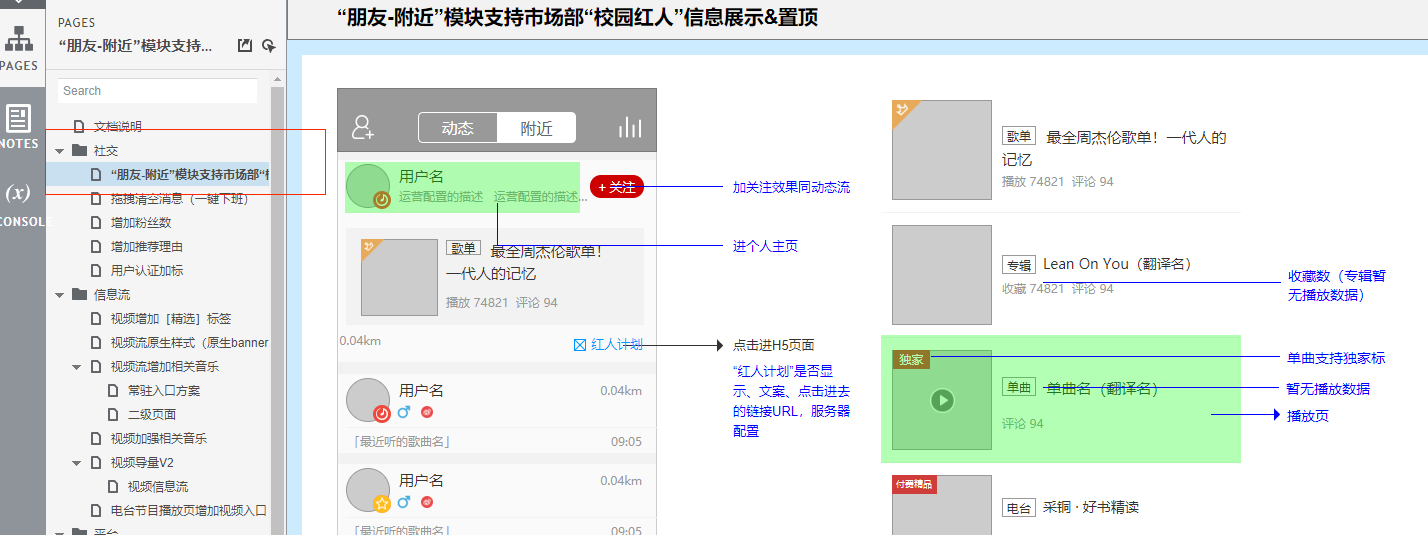 PAGES
“朋友-附近”模块支持...
PAGES
Search
文档说明
NOTES
社交
“朋友-附近”模块支持市场部“
(x)
CONSOLE
拖拽清空消息（一键下班）
增加粉丝数
增加推荐理由
用户认证加标
信息流
视频增加［精选］标签
视频流原生样式（原生banner
视频流增加相关音乐
常驻入口方案
二级页面
视频加强相关音乐
视频导量V2
视频信息流
电台节目播放页增加视频入口
平台
“朋友-附近”模块支持市场部“校园红人”信息展示&置顶
动态 附近
用户名
运营配置的描述 运营配置的描述...
+ 关注
加关注效果同动态流
进个人主页
歌单 最全周杰伦歌单！
一代人的记忆
播放 74821 评论 94
0.04km
红人计划
点击进H5页面
“红人计划”是否显
示、文案、点击进去
的链接URL，服务器
配置
用户名
0.04km
「最近听的歌曲名」
09:05
用户名
0.04km
「最近听的歌曲名」
09:05
歌单 最全周杰伦歌单！一代人的
记忆
播放 74821 评论 94
专辑 Lean On You（翻译名）
收藏 74821 评论 94
收藏数（专辑暂
无播放数据）
独家
单曲支持独家标
单曲 单曲名（翻译名）
暂无播放数据
评论 94
播放页
付费精品
电台 采铜 · 好书精读